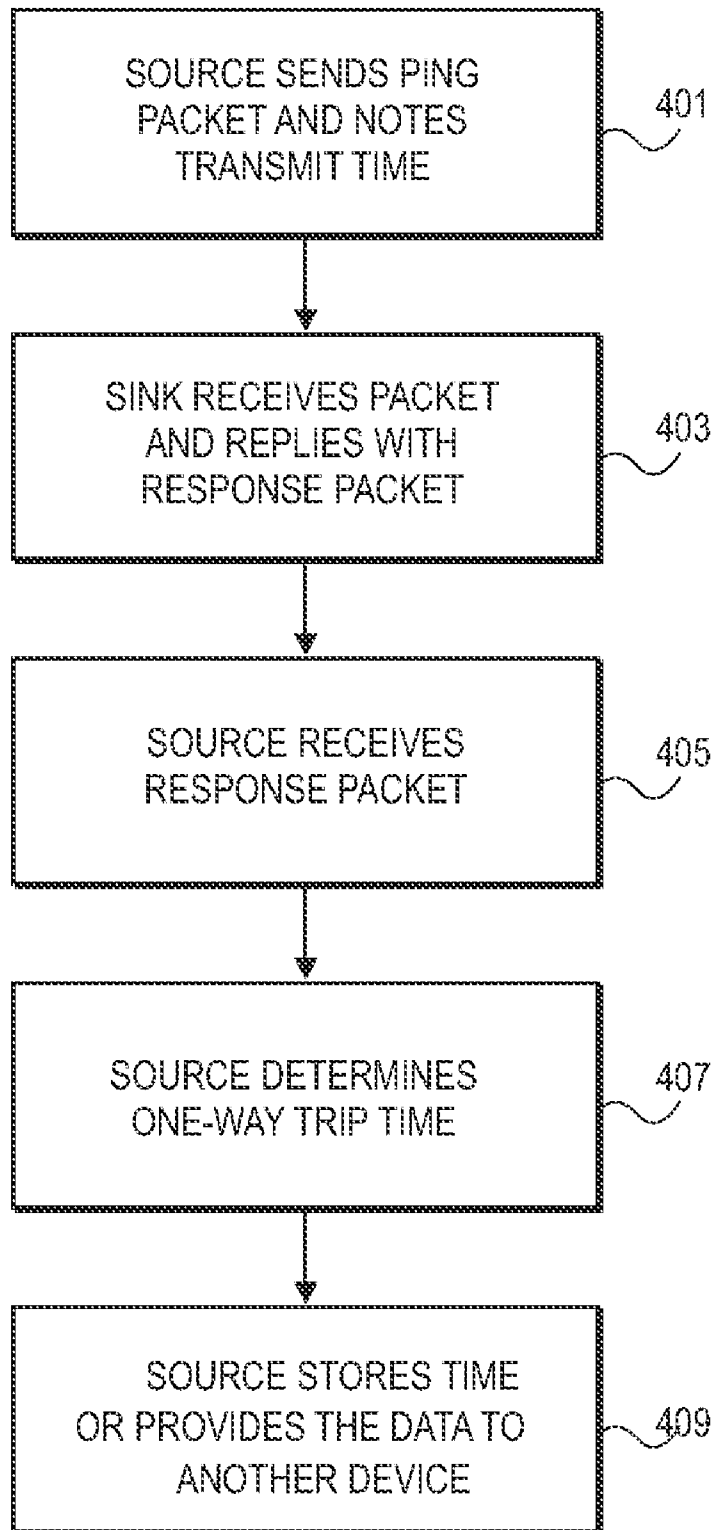 SOURCE SENDS PING
PACKET AND NOTES
TRANSMIT TIME
401
SINK RECEIVES PACKET
AND REPLIES WITH
RESPONSE PACKET
403
SOURCE RECEIVES
RESPONSE PACKET
405
SOURCE DETERMINES
ONE-WAY TRIP TIME
407
SOURCE STORES TIME
OR PROVIDES THE DATA TO
ANOTHER DEVICE
409